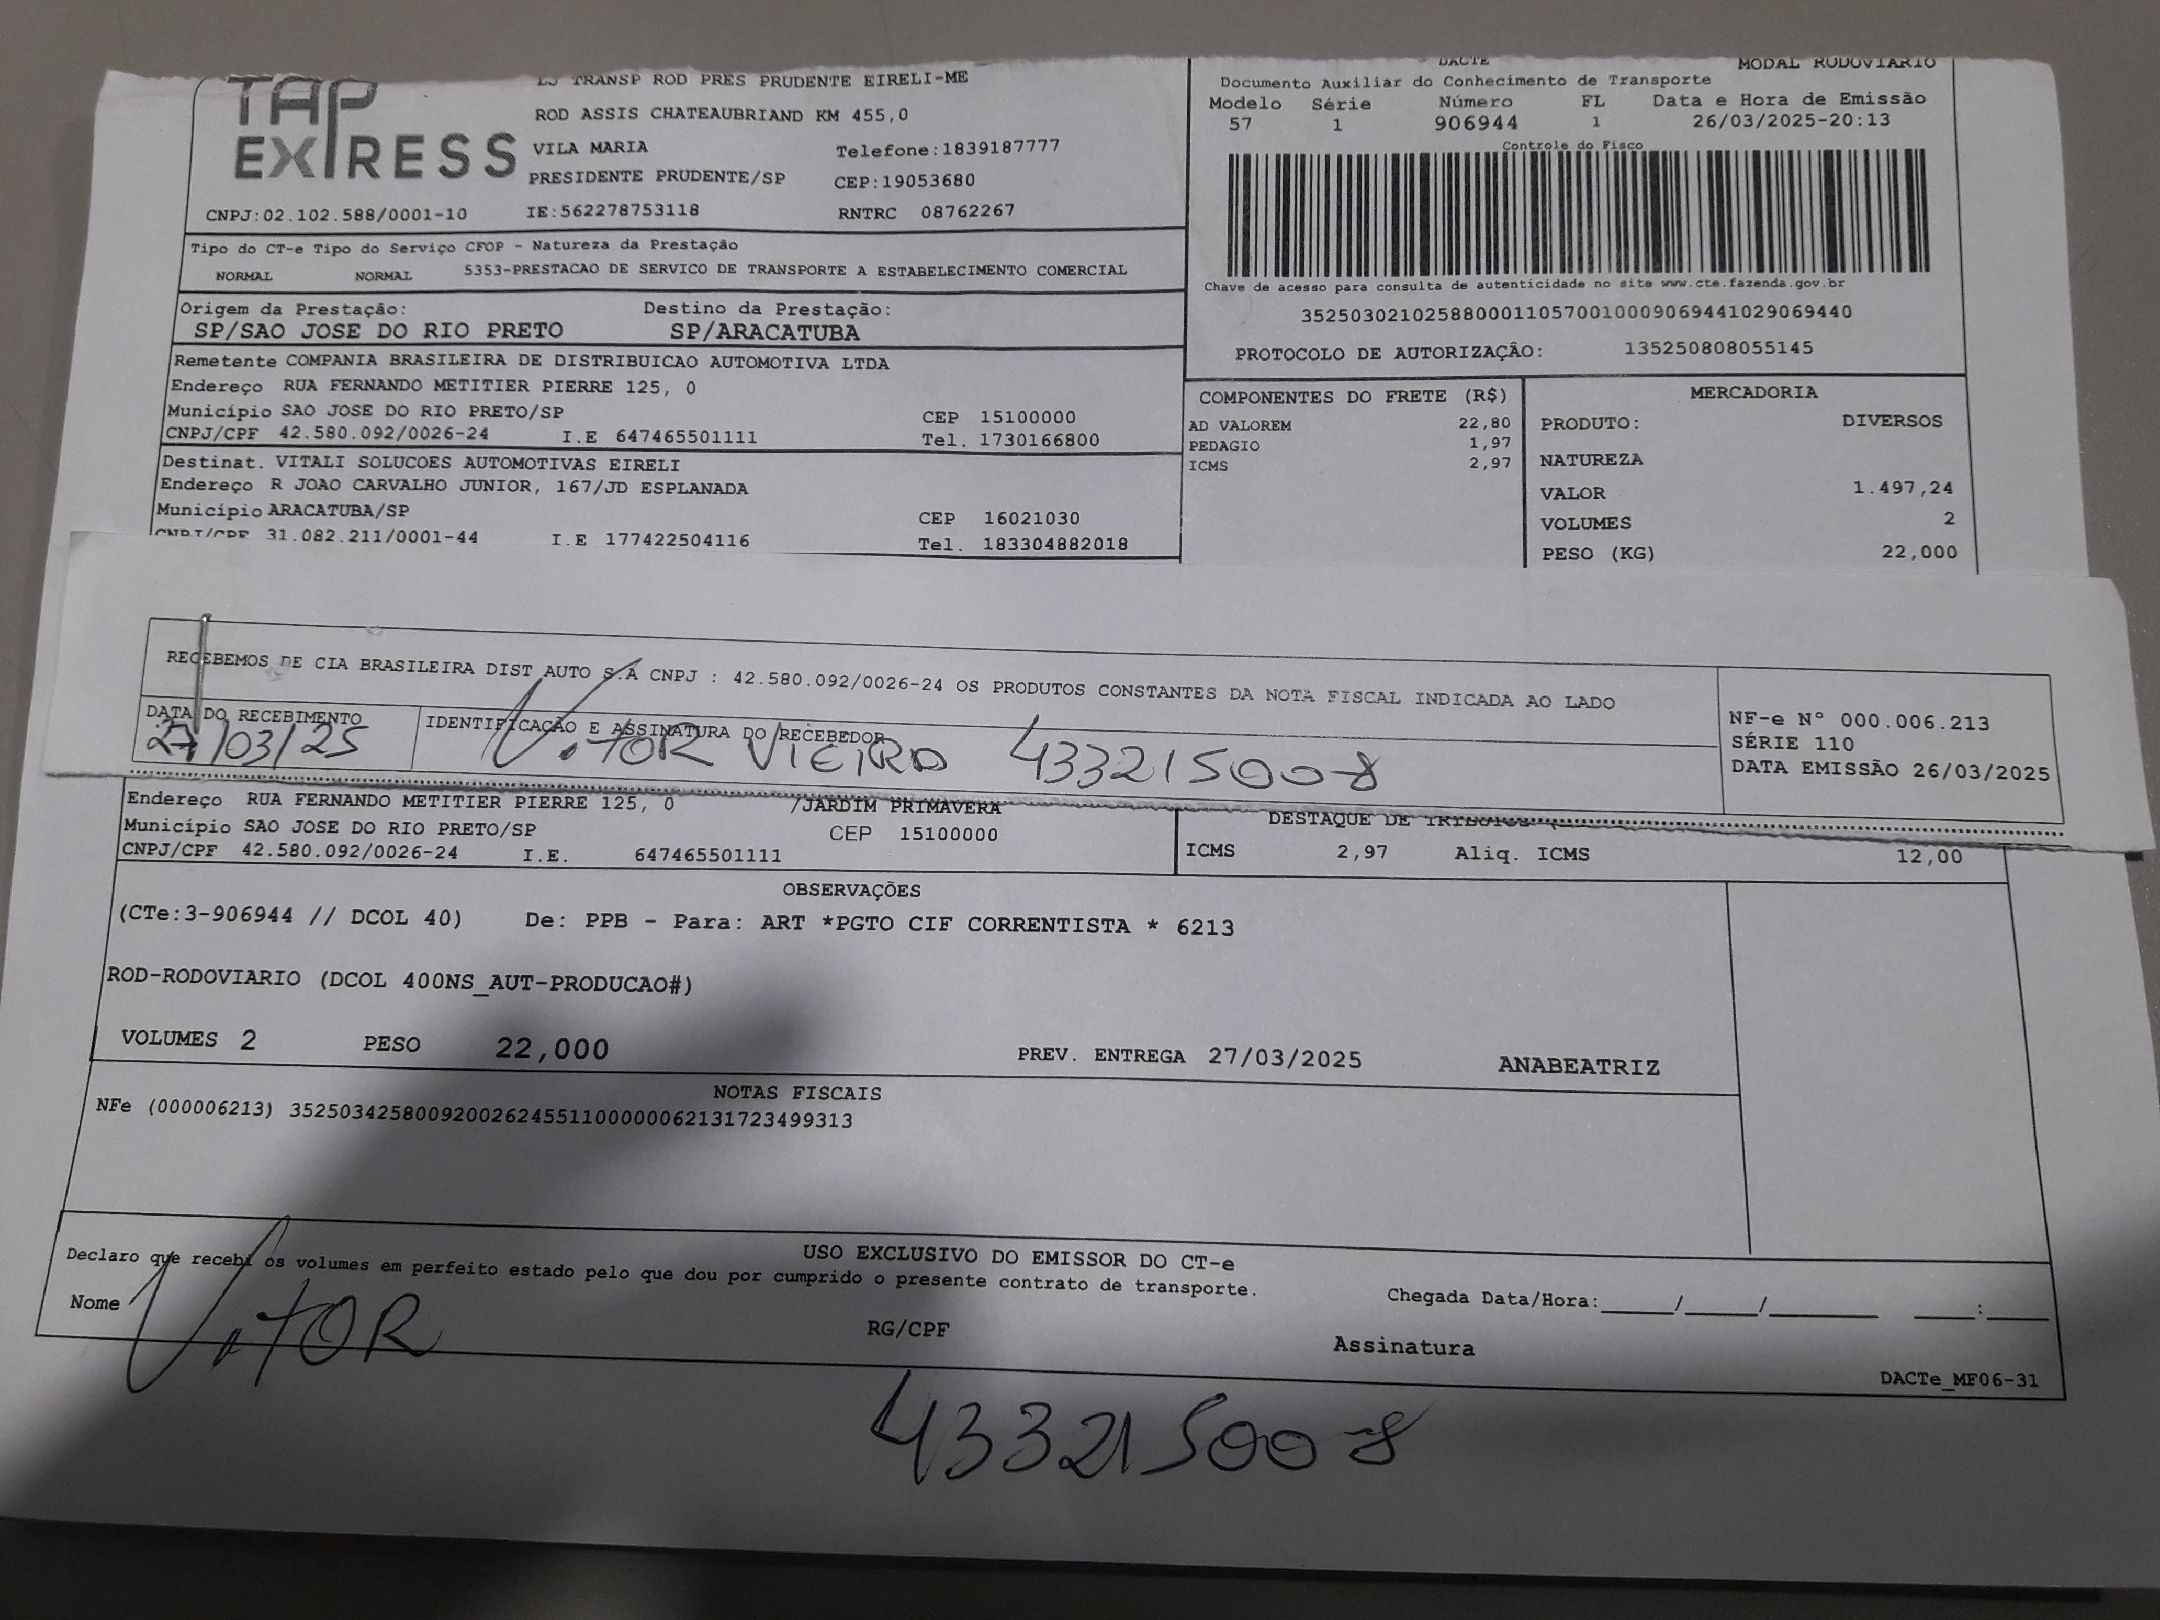 TAP EXPRESS
LJ TRANSP ROD PRES PRUDENTE EIRELI-ME
ROD ASSIS CHATEAUBRIAND KM 455,0
VILA MARIA Telefone:1839187777
PRESIDENTE PRUDENTE/SP CEP:19053680
CNPJ:02.102.588/0001-10 IE:562278753118 RNTRC 08762267
DACTE MODAL RODOVIARIO
Documento Auxiliar do Conhecimento de Transporte
Modelo Série Número FL Data e Hora de Emissão
57 1 906944 1 26/03/2025-20:13
Controle do Fisco
Chave de acesso para consulta de autenticidade no site www.cte.fazenda.gov.br
35250302102588000110570010009069441029069440
PROTOCOLO DE AUTORIZAÇÃO: 135250808055145
Tipo do CT-e Tipo do Serviço CFOP - Natureza da Prestação
NORMAL NORMAL 5353-PRESTACAO DE SERVICO DE TRANSPORTE A ESTABELECIMENTO COMERCIAL
Origem da Prestação: Destino da Prestação:
SP/SAO JOSE DO RIO PRETO SP/ARACATUBA
Remetente COMPANIA BRASILEIRA DE DISTRIBUICAO AUTOMOTIVA LTDA
Endereço RUA FERNANDO METITIER PIERRE 125, 0
Município SAO JOSE DO RIO PRETO/SP CEP 15100000
CNPJ/CPF 42.580.092/0026-24 I.E 647465501111 Tel. 1730166800
Destinat. VITALI SOLUCOES AUTOMOTIVAS EIRELI
Endereço R JOAO CARVALHO JUNIOR, 167/JD ESPLANADA
Município ARACATUBA/SP CEP 16021030
CNPJ/CPF 31.082.211/0001-44 I.E 177422504116 Tel. 183304882018
COMPONENTES DO FRETE (R$)
AD VALOREM 22,80
PEDAGIO 1,97
ICMS 2,97
MERCADORIA
PRODUTO: DIVERSOS
NATUREZA
VALOR 1.497,24
VOLUMES 2
PESO (KG) 22,000
RECEBEMOS DE CIA BRASILEIRA DIST AUTO S.A CNPJ : 42.580.092/0026-24 OS PRODUTOS CONSTANTES DA NOTA FISCAL INDICADA AO LADO
DATA DO RECEBIMENTO IDENTIFICAÇÃO E ASSINATURA DO RECEBEDOR
27/03/25 VitOR VIEIRA 43321500-8
NF-e Nº 000.006.213
SÉRIE 110
DATA EMISSÃO 26/03/2025
Endereço RUA FERNANDO METITIER PIERRE 125, 0 /JARDIM PRIMAVERA
Município SAO JOSE DO RIO PRETO/SP CEP 15100000
CNPJ/CPF 42.580.092/0026-24 I.E. 647465501111
DESTAQUE DE TRIBUTOS
ICMS 2,97 Aliq. ICMS 12,00
OBSERVAÇÕES
(CTe:3-906944 // DCOL 40) De: PPB - Para: ART *PGTO CIF CORRENTISTA * 6213
ROD-RODOVIARIO (DCOL 400NS_AUT-PRODUCAO#)
VOLUMES 2 PESO 22,000 PREV. ENTREGA 27/03/2025 ANABEATRIZ
NOTAS FISCAIS
NFe (000006213) 35250342580092002624551100000062131723499313
USO EXCLUSIVO DO EMISSOR DO CT-e
Declaro que recebi os volumes em perfeito estado pelo que dou por cumprido o presente contrato de transporte.
Nome VitOR RG/CPF Chegada Data/Hora:_____/_____/________ ____:____
Assinatura
DACTe_MF06-31
43321500-8